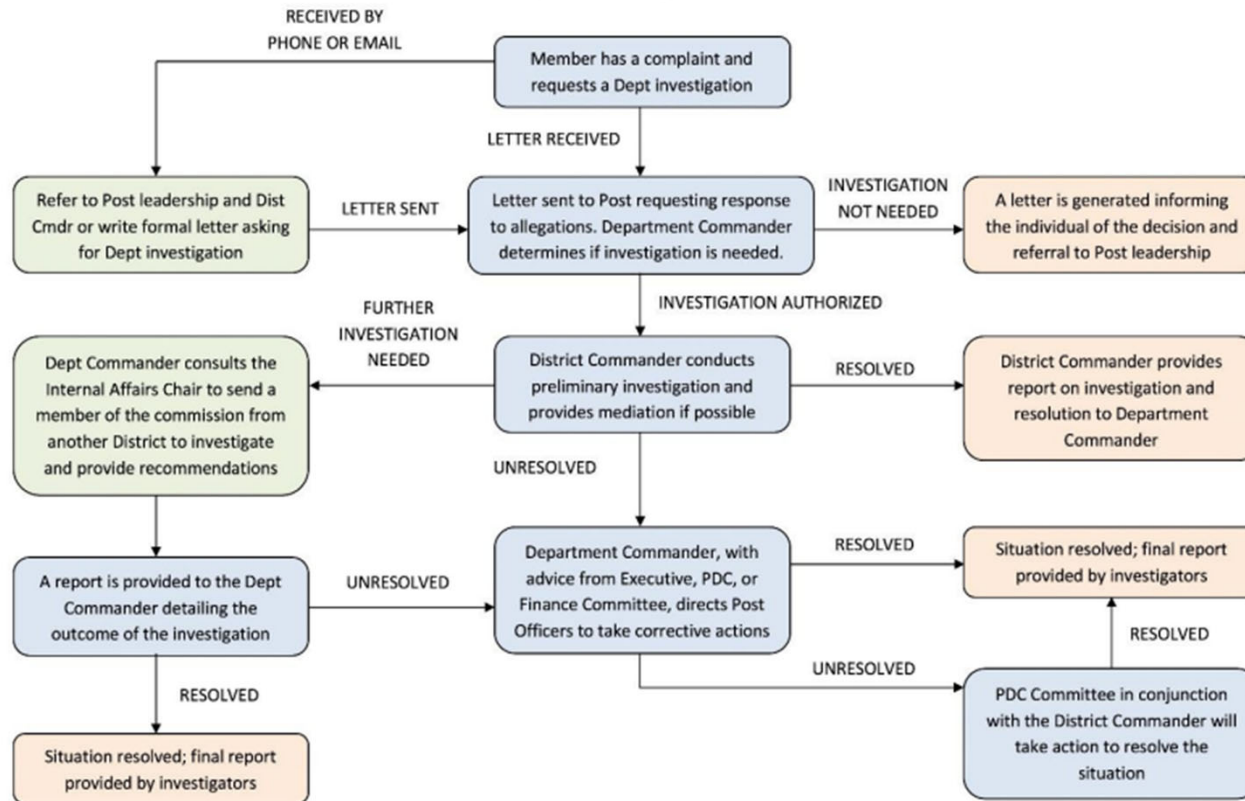 RECEIVED BY
PHONE OR EMAIL
Member has a complaint and
requests a Dept investigation
LETTER RECEIVED
Refer to Post leadership and Dist
Cmdr or write formal letter asking
for Dept investigation
LETTER SENT
Letter sent to Post requesting response
to allegations. Department Commander
determines if investigation is needed.
INVESTIGATION
NOT NEEDED
A letter is generated informing
the individual of the decision and
referral to Post leadership
INVESTIGATION AUTHORIZED
FURTHER
INVESTIGATION
NEEDED
Dept Commander consults the
Internal Affairs Chair to send a
member of the commission from
another District to investigate
and provide recommendations
District Commander conducts
preliminary investigation and
provides mediation if possible
RESOLVED
District Commander provides
report on investigation and
resolution to Department
Commander
UNRESOLVED
A report is provided to the Dept
Commander detailing the
outcome of the investigation
UNRESOLVED
Department Commander, with
advice from Executive, PDC, or
Finance Committee, directs Post
Officers to take corrective actions
RESOLVED
Situation resolved; final report
provided by investigators
RESOLVED
UNRESOLVED
PDC Committee in conjunction
with the District Commander will
take action to resolve the
situation
RESOLVED
Situation resolved; final report
provided by investigators